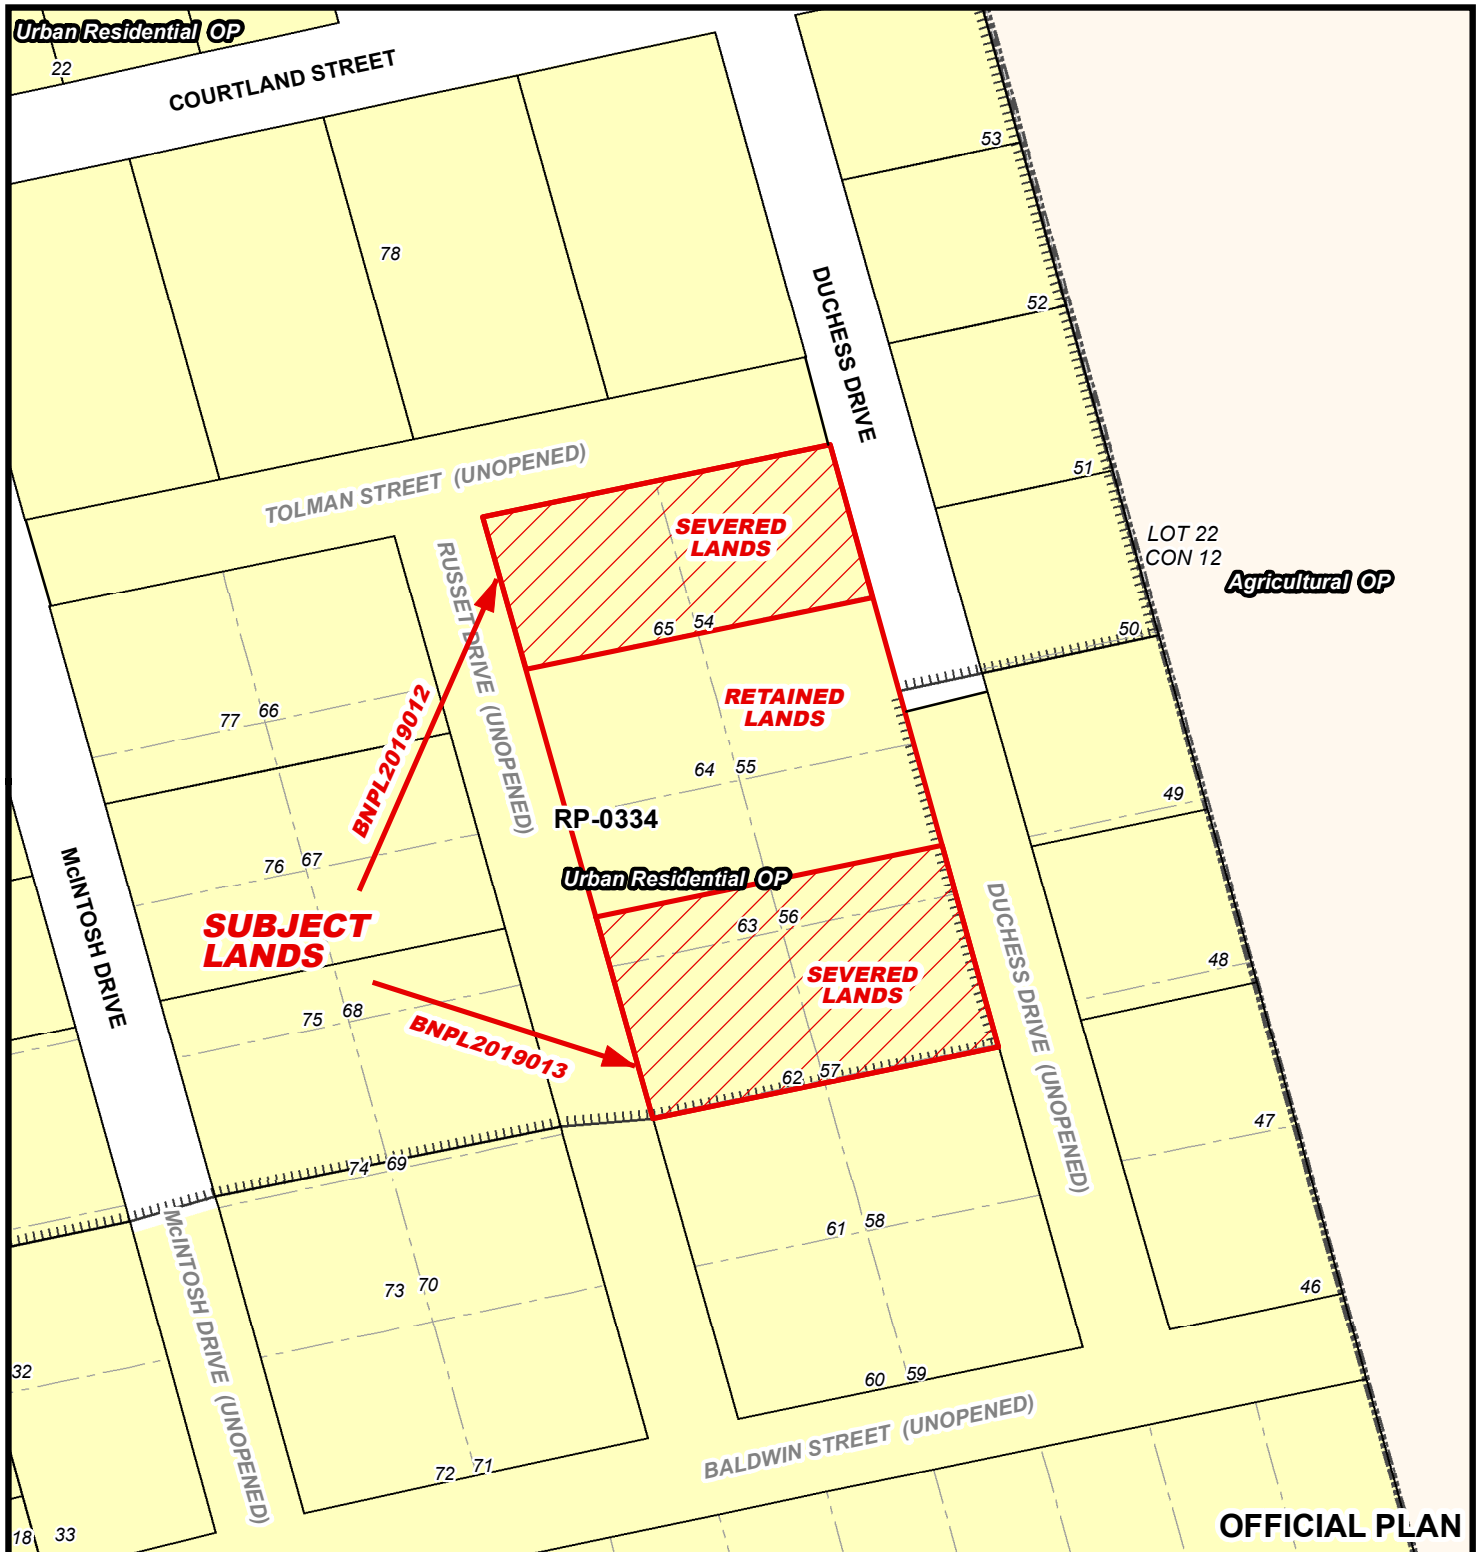 Urban Residential OP
22
COURTLAND STREET
53
78
52
DUCHESS DRIVE
51
TOLMAN STREET (UNOPENED)
SEVERED
LANDS
LOT 22
CON 12
Agricultural OP
RUSSET DRIVE (UNOPENED)
65 54
50
RETAINED
LANDS
77 66
BNPL2019012
64 55
49
RP-0334
76 67
Urban Residential OP
McINTOSH DRIVE
SUBJECT
LANDS
63 56
DUCHESS DRIVE (UNOPENED)
48
SEVERED
LANDS
75 68
BNPL2019013
62 57
47
74 69
McINTOSH DRIVE (UNOPENED)
61 58
73 70
46
32
60 59
BALDWIN STREET (UNOPENED)
72 71
18 33
OFFICIAL PLAN